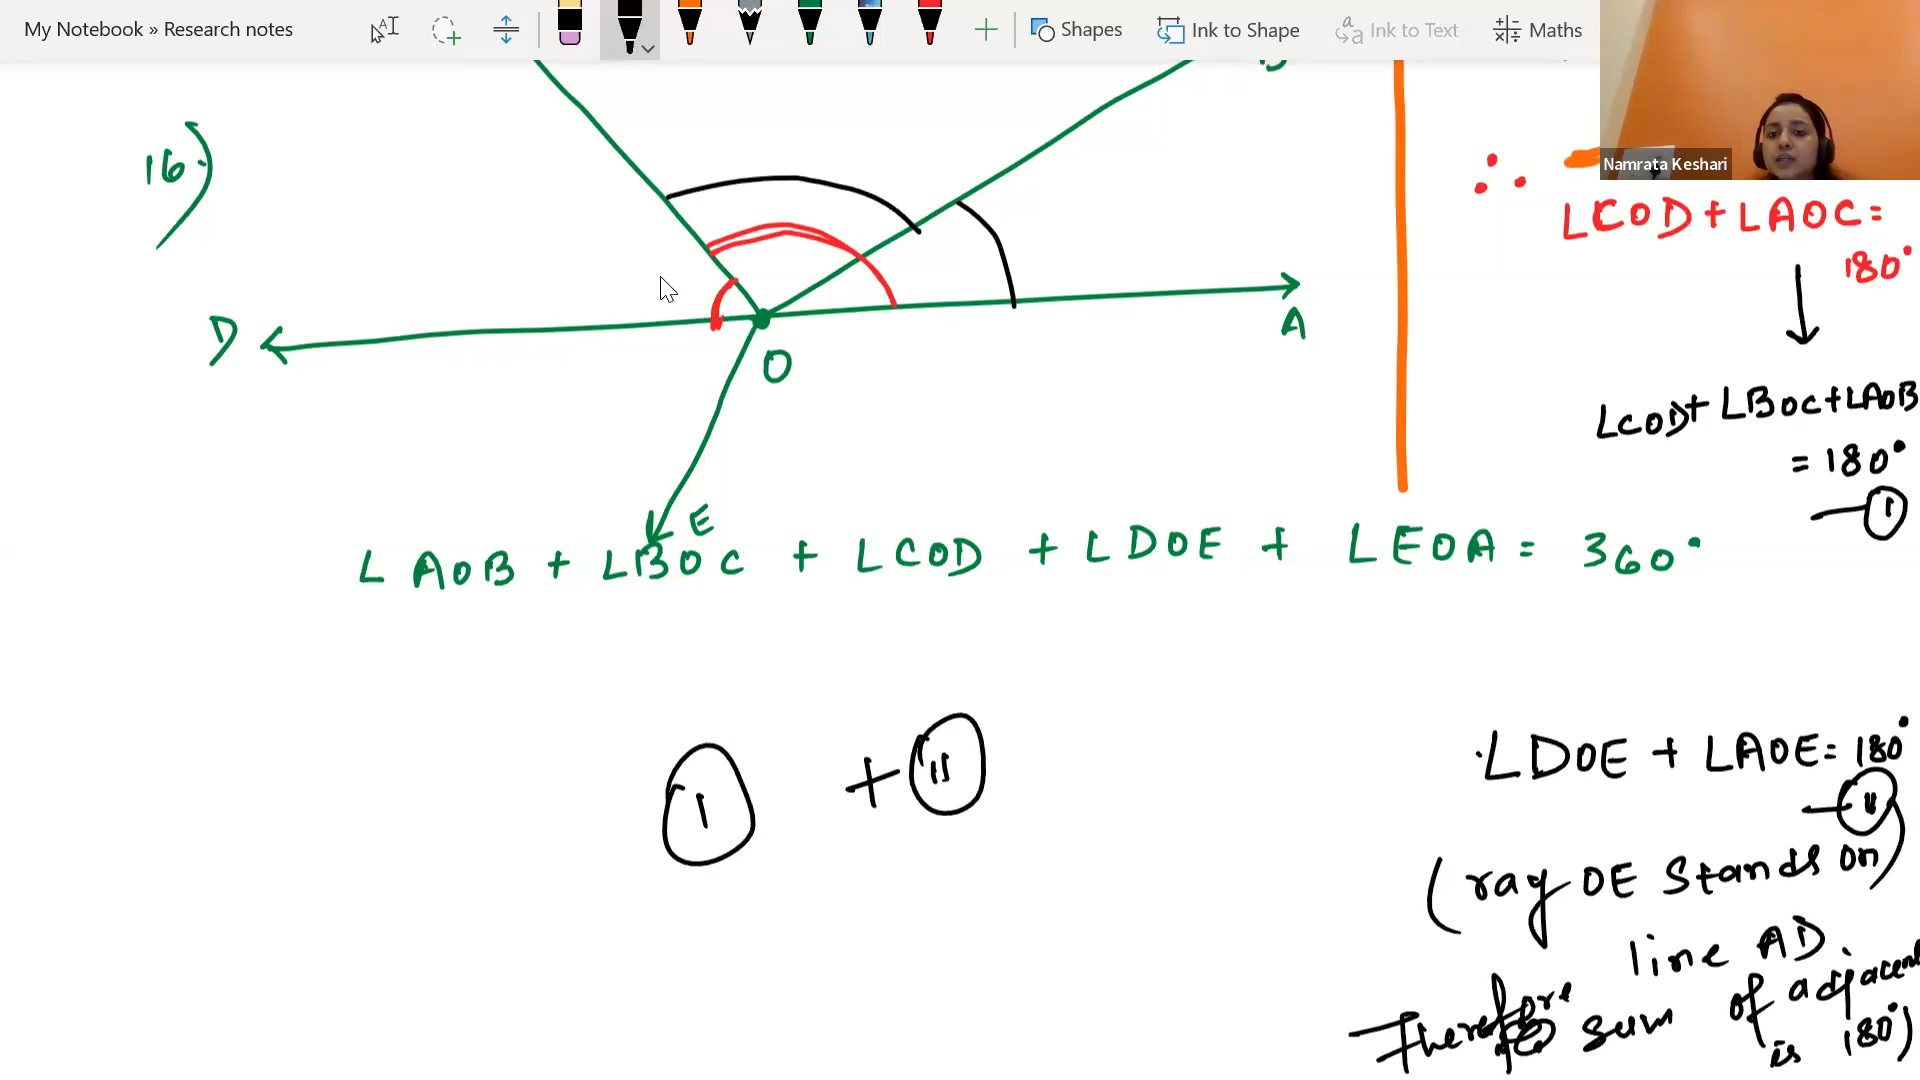 My Notebook » Research notes
Shapes
Ink to Shape
Ink to Text
Maths
Namrata Keshari
16)
D
A
O
E
∴
∠COD + ∠AOC =
180°
∠COD + ∠BOC + ∠AOB
= 180°
— I
∠AOB + ∠BOC + ∠COD + ∠DOE + ∠EOA = 360°
I + II
∠DOE + ∠AOE = 180°
— II
(ray OE stands on
line AD
Therefore sum of adjacent
is 180°)